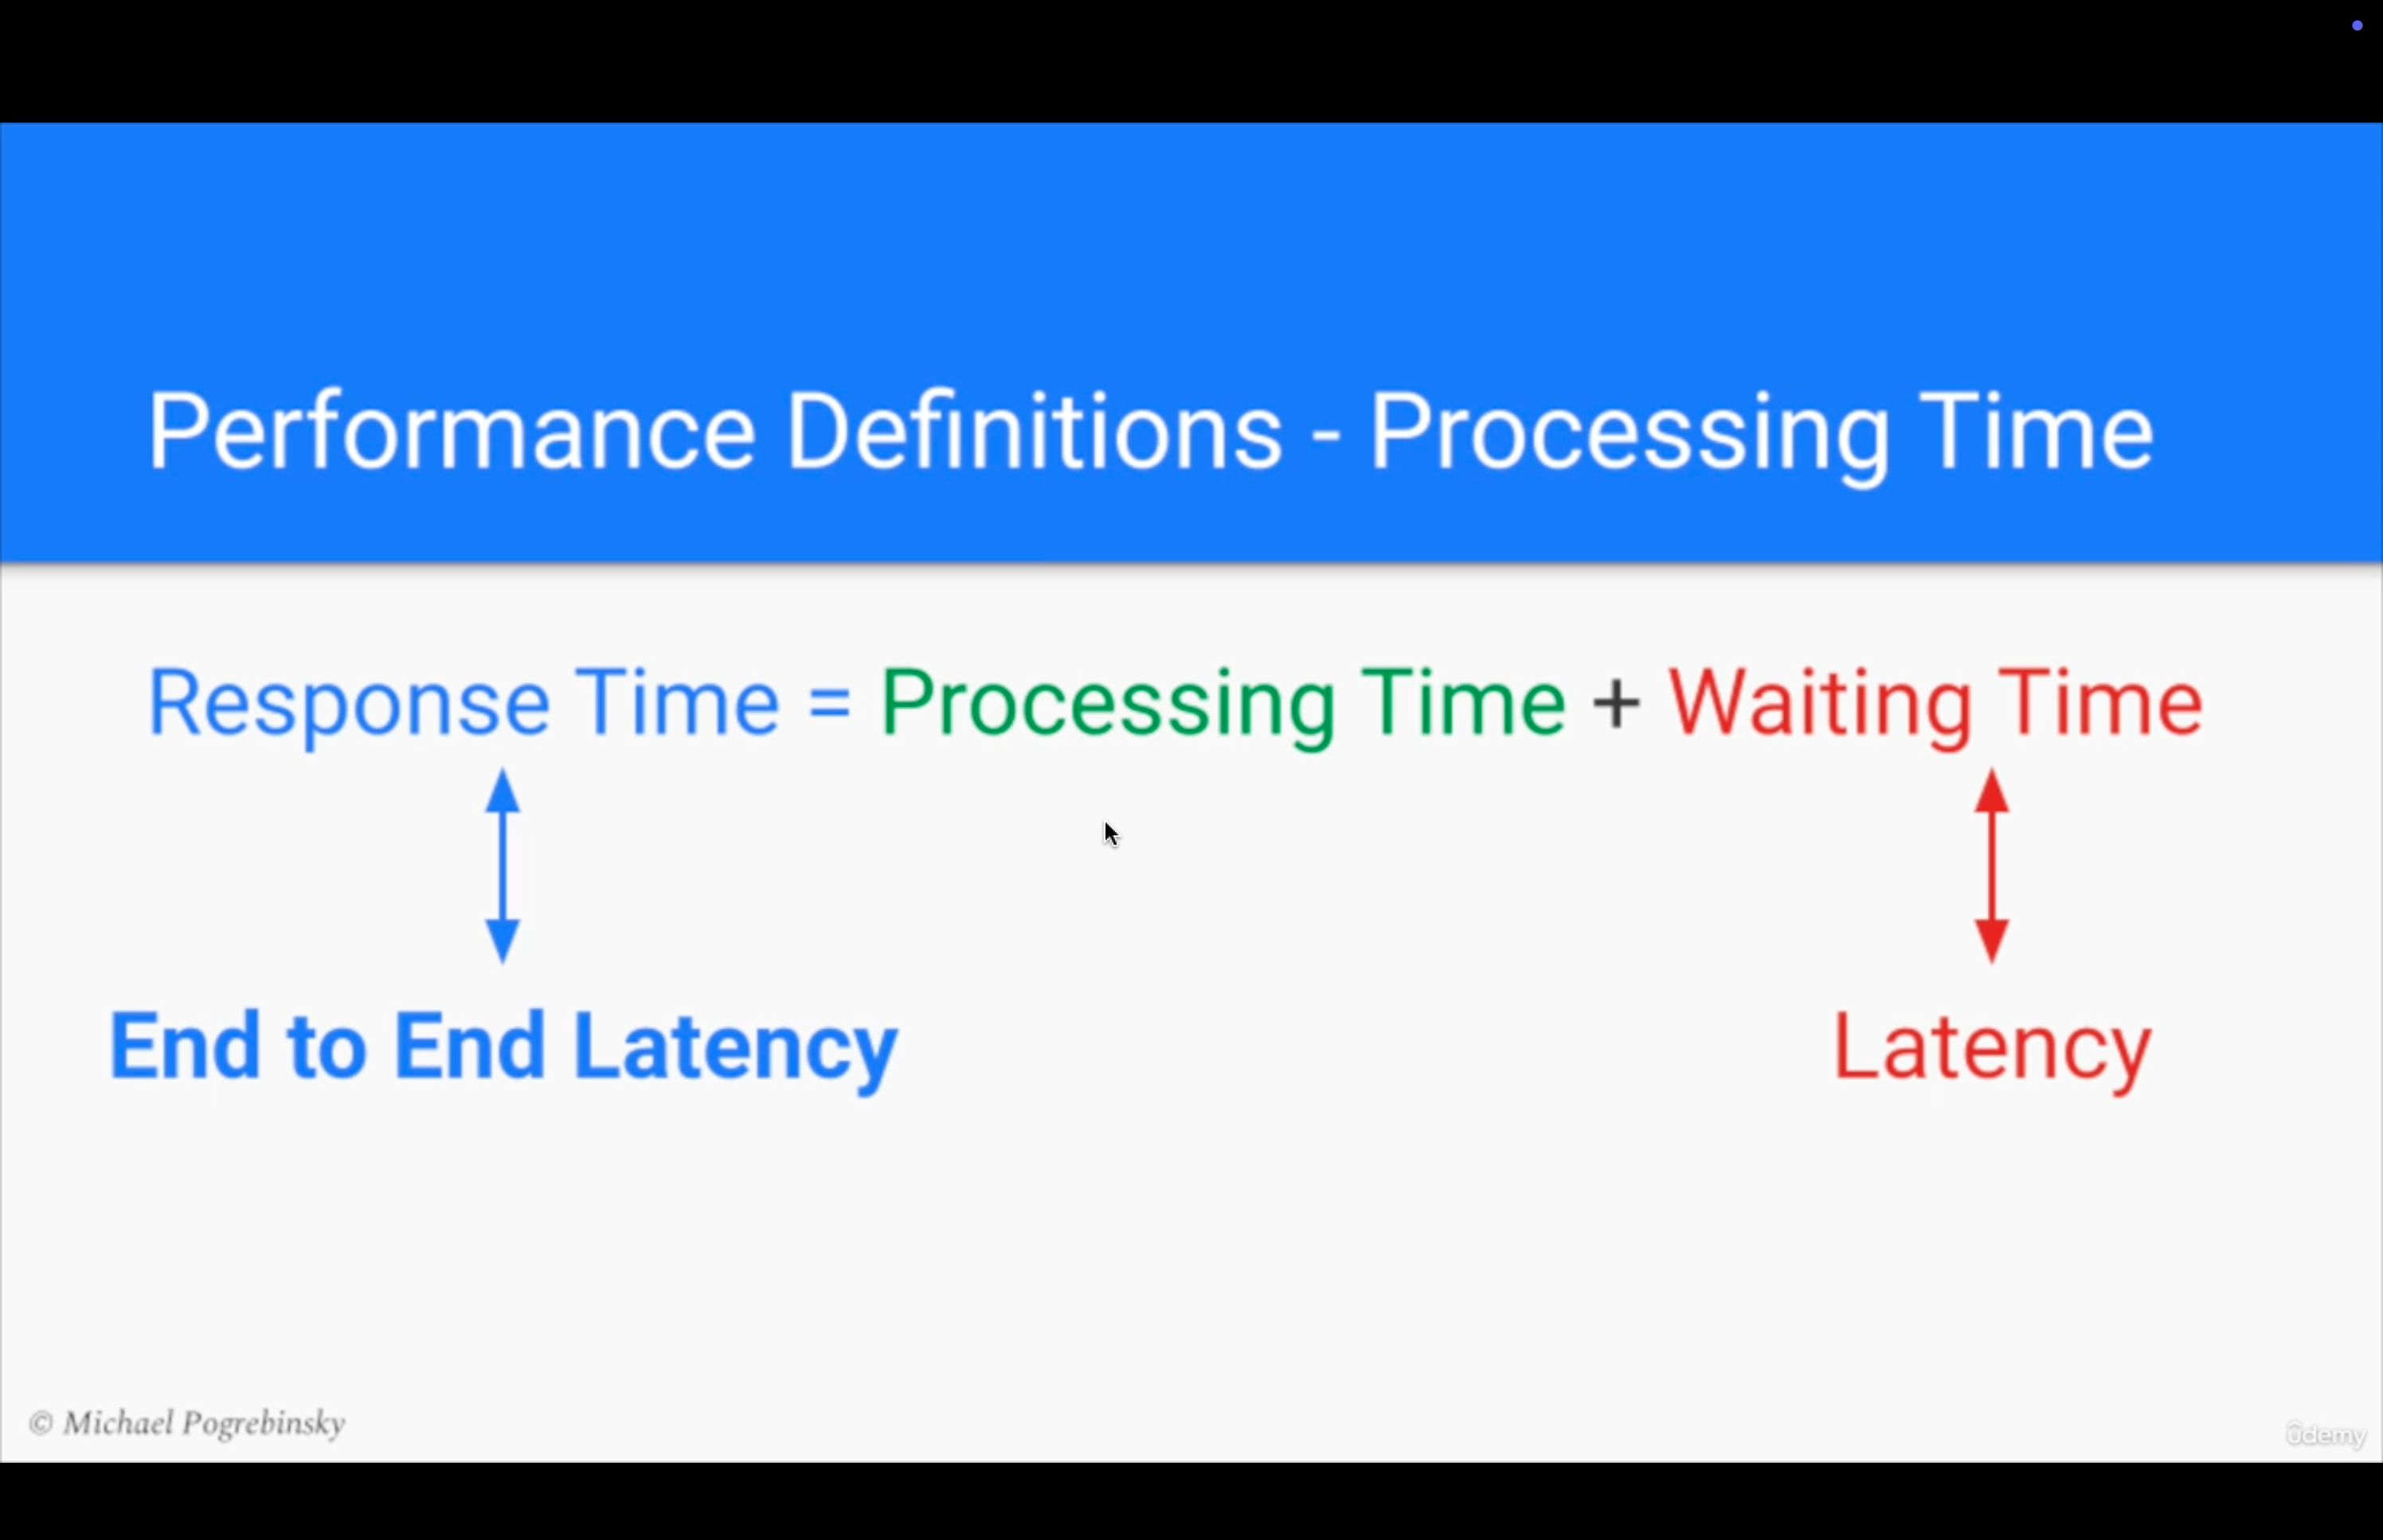 Performance Definitions - Processing Time
Response Time = Processing Time + Waiting Time
End to End Latency
Latency
© Michael Pogrebinsky
ûdemy